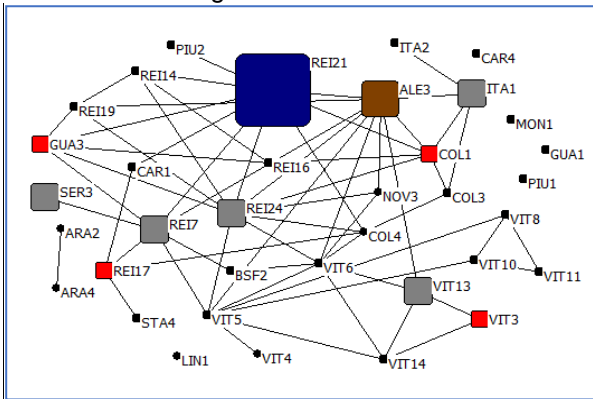 PIU2
ITA2
CAR4
REI21
REI14
ALE3
ITA1
REI19
MON1
GUA3
COL1
GUA1
CAR1
REI16
PIU1
SER3
NOV3
COL3
REI24
REI7
VIT8
ARA2
COL4
REI17
BSF2
VIT6
VIT10
VIT11
ARA4
VIT13
STA4
VIT5
VIT3
LIN1
VIT4
VIT14